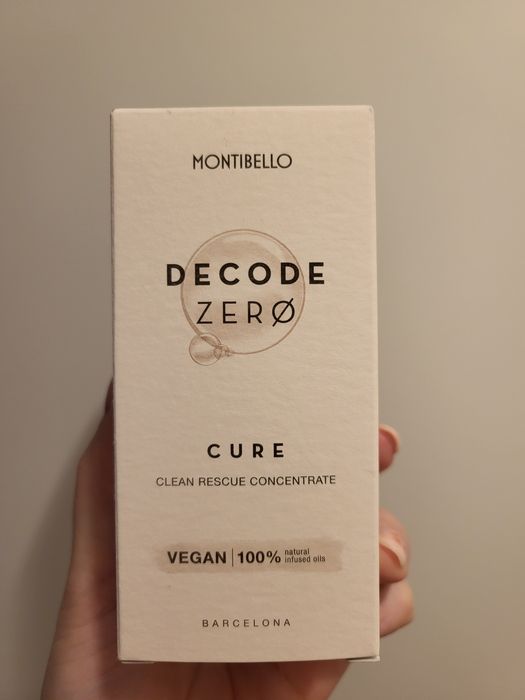 MONTIBELLO
DECODE
ZERØ
CURE
CLEAN RESCUE CONCENTRATE
VEGAN | 100% natural infused oils
BARCELONA